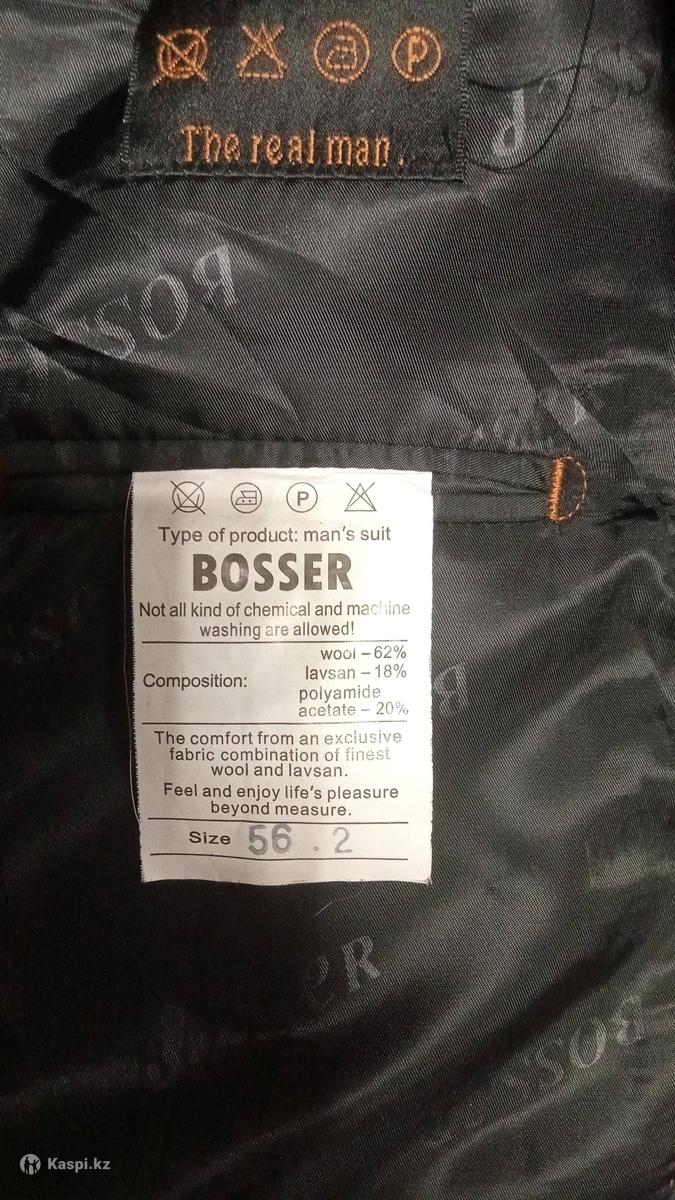 P
The real man.
BOSSER
P
Type of product: man's suit
BOSSER
Not all kind of chemical and machine
washing are allowed!
Composition:
wool – 62%
lavsan – 18%
polyamide
acetate – 20%
The comfort from an exclusive
fabric combination of finest
wool and lavsan.
Feel and enjoy life's pleasure
beyond measure.
Size 56 . 2
Kaspi.kz